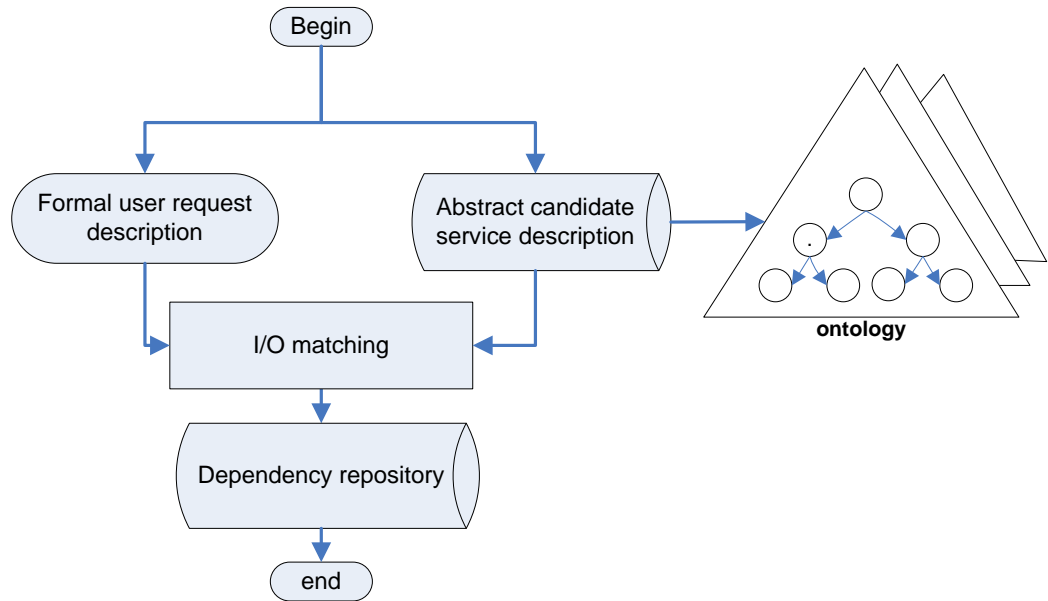 Begin
Formal user request
description
Abstract candidate
service description
.
ontology
I/O matching
Dependency repository
end